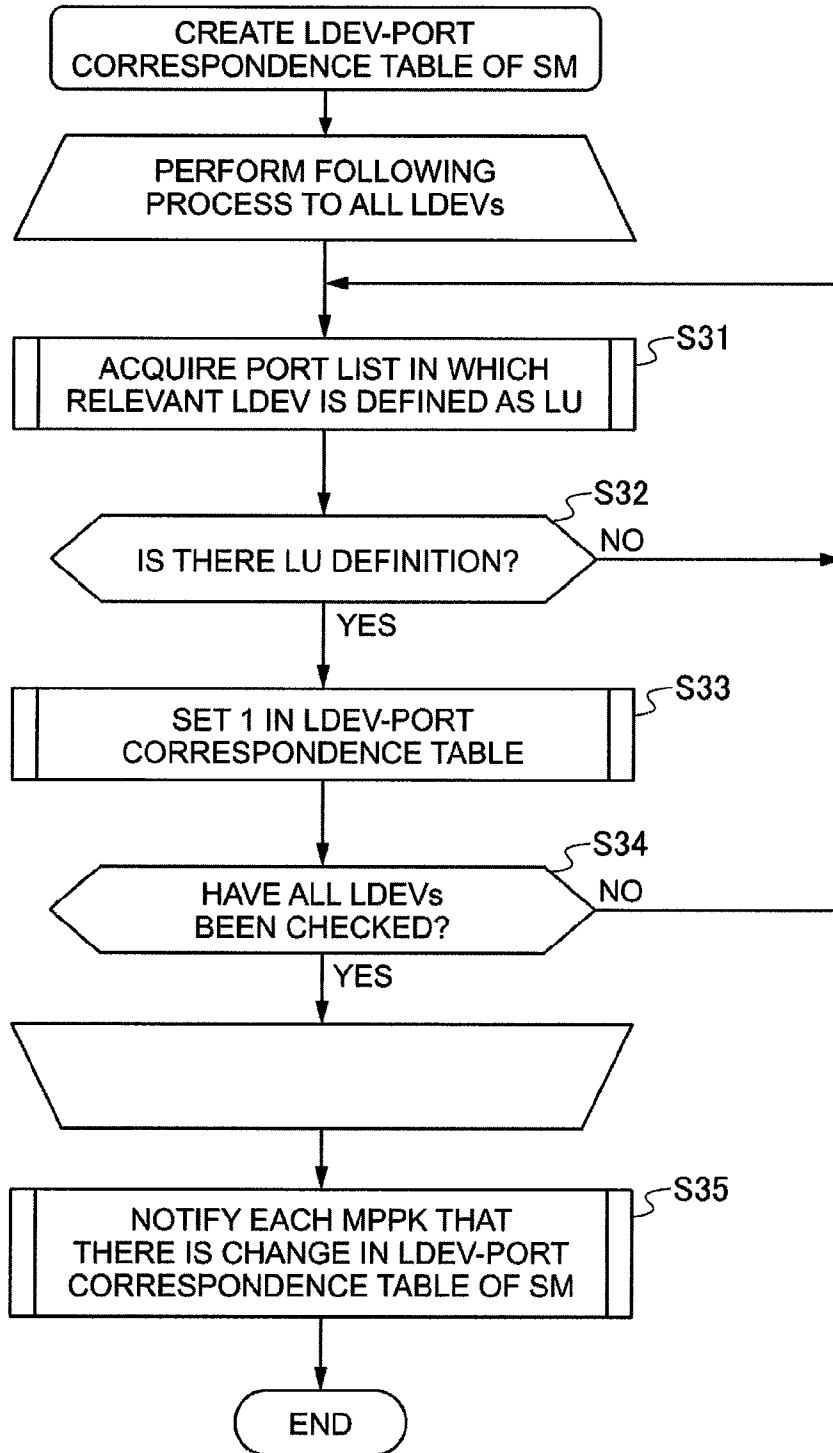 CREATE LDEV-PORT
CORRESPONDENCE TABLE OF SM
PERFORM FOLLOWING
PROCESS TO ALL LDEVs
S31
ACQUIRE PORT LIST IN WHICH
RELEVANT LDEV IS DEFINED AS LU
S32
IS THERE LU DEFINITION?
NO
YES
S33
SET 1 IN LDEV-PORT
CORRESPONDENCE TABLE
S34
HAVE ALL LDEVs
BEEN CHECKED?
NO
YES
S35
NOTIFY EACH MPPK THAT
THERE IS CHANGE IN LDEV-PORT
CORRESPONDENCE TABLE OF SM
END